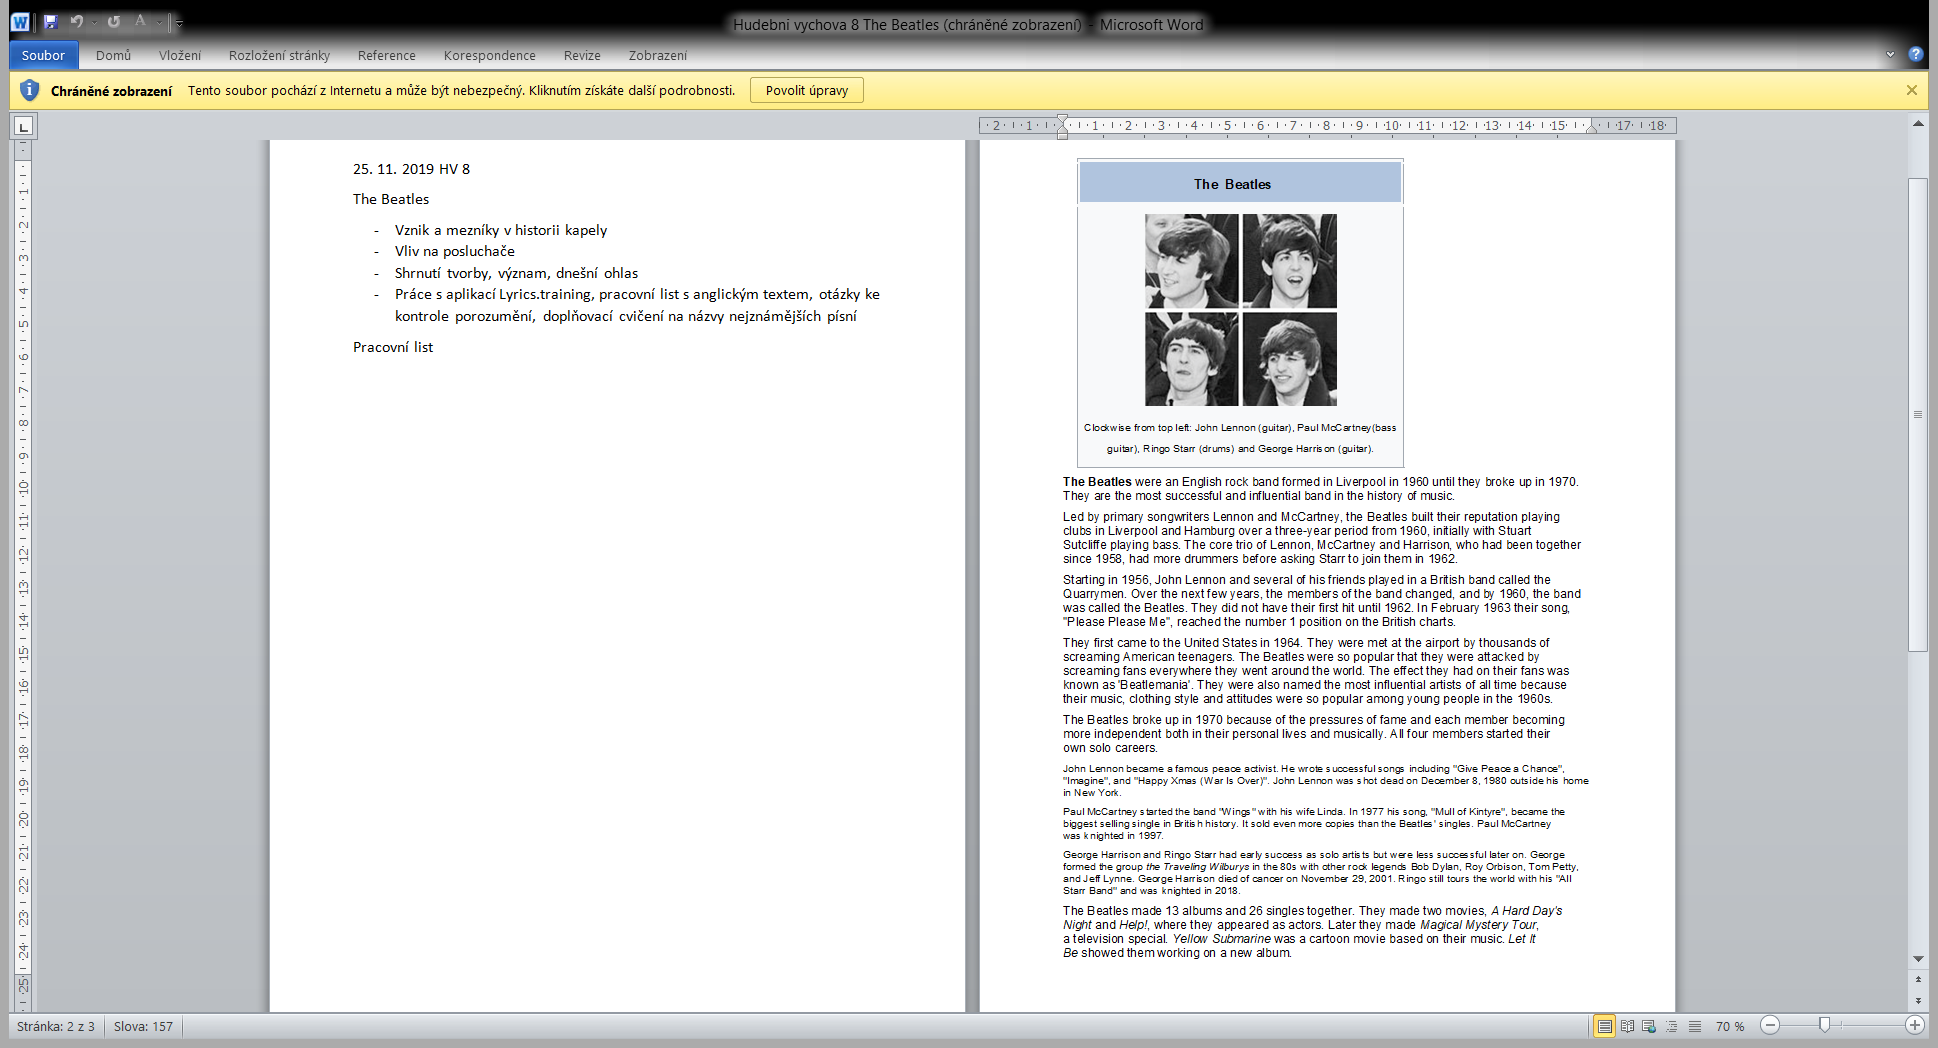 Hudebni vychova 8 The Beatles (chráněné zobrazení) - Microsoft Word
Soubor Domů Vložení Rozložení stránky Reference Korespondence Revize Zobrazení
Chráněné zobrazení Tento soubor pochází z Internetu a může být nebezpečný. Kliknutím získáte další podrobnosti. Povolit úpravy
25. 11. 2019 HV 8
The Beatles
- Vznik a mezníky v historii kapely
- Vliv na posluchače
- Shrnutí tvorby, význam, dnešní ohlas
- Práce s aplikací Lyrics.training, pracovní list s anglickým textem, otázky ke
kontrole porozumění, doplňovací cvičení na názvy nejznámějších písní
Pracovní list
The Beatles
Clockwise from top left: John Lennon (guitar), Paul McCartney(bass
guitar), Ringo Starr (drums) and George Harrison (guitar).
The Beatles were an English rock band formed in Liverpool in 1960 until they broke up in 1970.
They are the most successful and influential band in the history of music.
Led by primary songwriters Lennon and McCartney, the Beatles built their reputation playing
clubs in Liverpool and Hamburg over a three-year period from 1960, initially with Stuart
Sutcliffe playing bass. The core trio of Lennon, McCartney and Harrison, who had been together
since 1958, had more drummers before asking Starr to join them in 1962.
Starting in 1956, John Lennon and several of his friends played in a British band called the
Quarrymen. Over the next few years, the members of the band changed, and by 1960, the band
was called the Beatles. They did not have their first hit until 1962. In February 1963 their song,
"Please Please Me", reached the number 1 position on the British charts.
They first came to the United States in 1964. They were met at the airport by thousands of
screaming American teenagers. The Beatles were so popular that they were attacked by
screaming fans everywhere they went around the world. The effect they had on their fans was
known as 'Beatlemania'. They were also named the most influential artists of all time because
their music, clothing style and attitudes were so popular among young people in the 1960s.
The Beatles broke up in 1970 because of the pressures of fame and each member becoming
more independent both in their personal lives and musically. All four members started their
own solo careers.
John Lennon became a famous peace activist. He wrote successful songs including "Give Peace a Chance",
"Imagine", and "Happy Xmas (War Is Over)". John Lennon was shot dead on December 8, 1980 outside his home
in New York.
Paul McCartney started the band "Wings" with his wife Linda. In 1977 his song, "Mull of Kintyre", became the
biggest selling single in British history. It sold even more copies than the Beatles' singles. Paul McCartney
was knighted in 1997.
George Harrison and Ringo Starr had early success as solo artists but were less successful later on. George
formed the group the Traveling Wilburys in the 80s with other rock legends Bob Dylan, Roy Orbison, Tom Petty,
and Jeff Lynne. George Harrison died of cancer on November 29, 2001. Ringo still tours the world with his "All
Starr Band" and was knighted in 2018.
The Beatles made 13 albums and 26 singles together. They made two movies, A Hard Day's
Night and Help!, where they appeared as actors. Later they made Magical Mystery Tour,
a television special. Yellow Submarine was a cartoon movie based on their music. Let It
Be showed them working on a new album.
Stránka: 2 z 3 Slova: 157 70 %